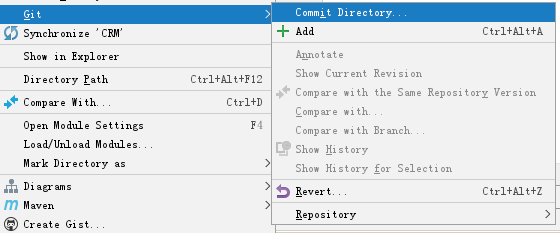 Git
Synchronize 'CRM'
Show in Explorer
Directory Path Ctrl+Alt+F12
Compare With... Ctrl+D
Open Module Settings F4
Load/Unload Modules...
Mark Directory as
Diagrams
Maven
Create Gist...
Commit Directory...
Add Ctrl+Alt+A
Annotate
Show Current Revision
Compare with the Same Repository Version
Compare with...
Compare with Branch...
Show History
Show History for Selection
Revert... Ctrl+Alt+Z
Repository